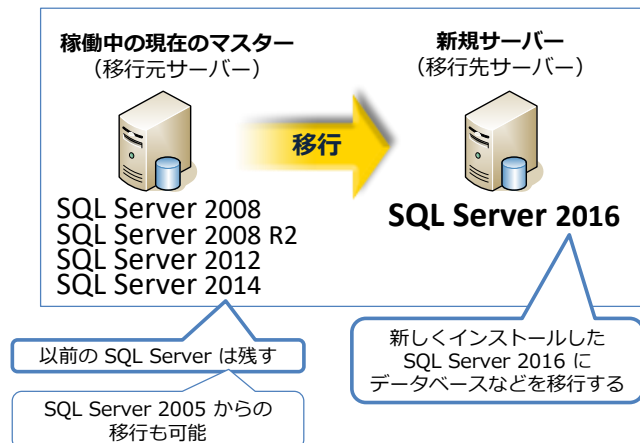 稼働中の現在のマスター
（移行元サーバー）
新規サーバー
（移行先サーバー）
移行
SQL Server 2008
SQL Server 2008 R2
SQL Server 2012
SQL Server 2014
SQL Server 2016
以前の SQL Server は残す
SQL Server 2005 からの
移行も可能
新しくインストールした
SQL Server 2016 に
データベースなどを移行する